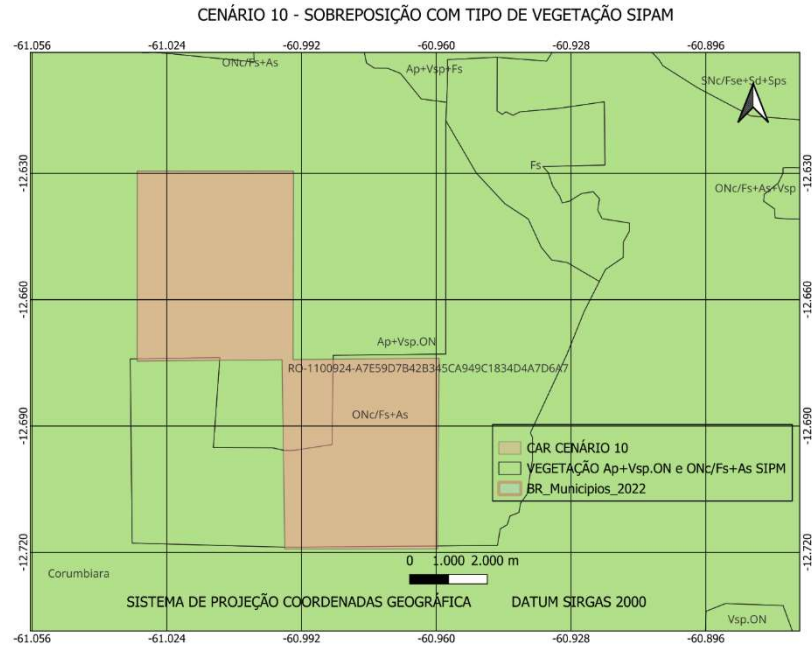 CENÁRIO 10 - SOBREPOSIÇÃO COM TIPO DE VEGETAÇÃO SIPAM
-61.056 -61.024 -60.992 -60.960 -60.928 -60.896
ONc/Fs+As
Ap+Vsp+Fs
SNc/Fse+Sd+Sps
Fs
-12.630 -12.630
ONc/Fs+As+Vsp
-12.660 -12.660
Ap+Vsp.ON
RO-1100924-A7E59D7B42B345CA949C1834D4A7D6A7
ONc/Fs+As
-12.690 -12.690
CAR CENÁRIO 10
VEGETAÇÃO Ap+Vsp.ON e ONc/Fs+As SIPM
BR_Municipios_2022
-12.720 -12.720
0 1.000 2.000 m
Corumbiara
SISTEMA DE PROJEÇÃO COORDENADAS GEOGRÁFICA DATUM SIRGAS 2000
Vsp.ON
-61.056 -61.024 -60.992 -60.960 -60.928 -60.896